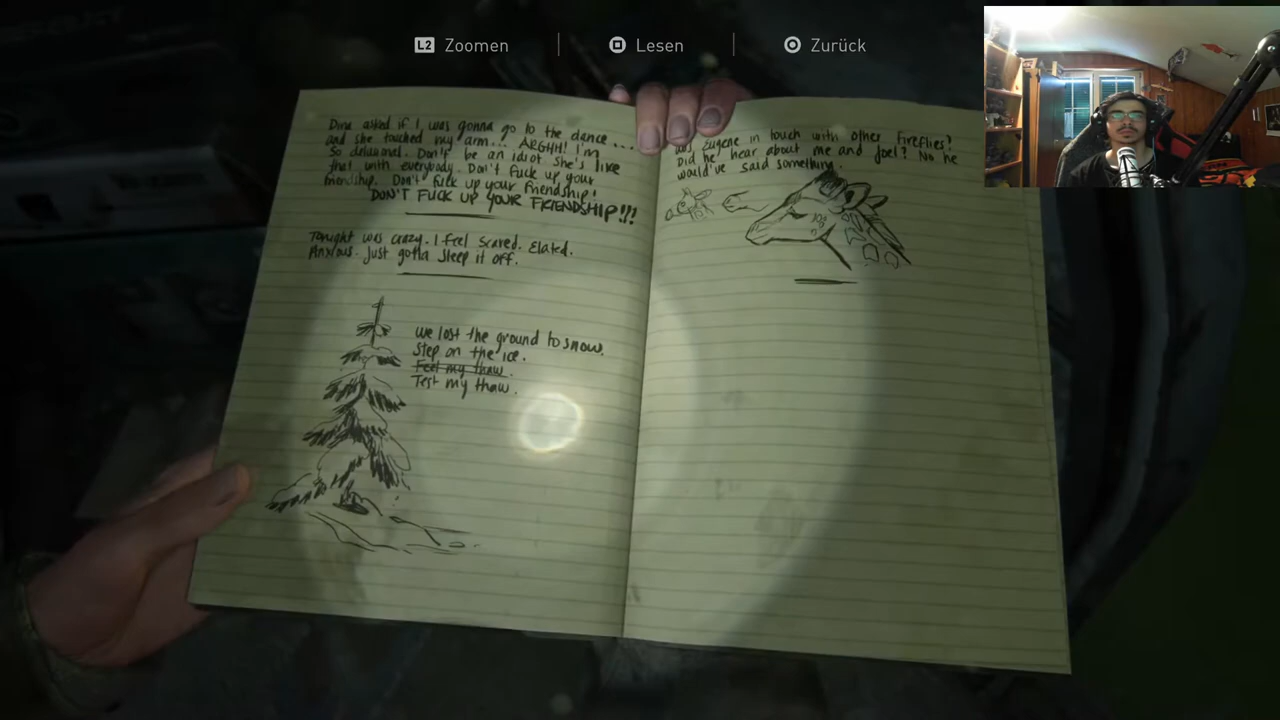 L2 Zoomen
Lesen
Zurück
Dina asked if I was gonna go to the dance...
and she touched my arm... ARGHH! I'm
So delusional. Don't be an idiot she's like
that with everybody. Don't fuck up your
friendship. Don't fuck up your friendship!
DON'T FUCK UP YOUR FRIENDSHIP!!!
Tonight was crazy. I feel scared. Elated.
Anxious. Just gotta sleep it off.
We lost the ground to snow.
Step on the ice.
Feel my thaw.
Test my thaw.
Eugene in touch with other Fireflies?
Did he hear about me and Joel? No he
would've said something.